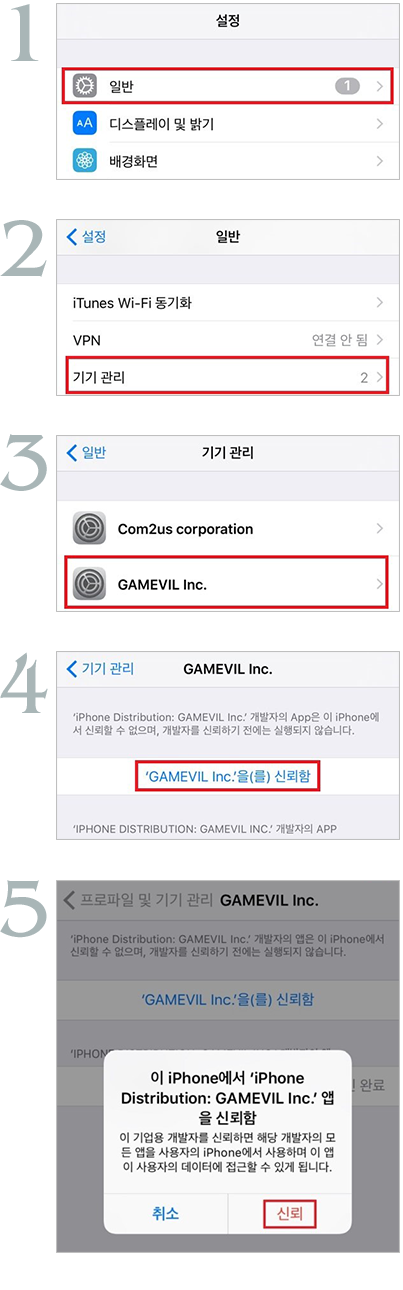 1
설정
일반 1
디스플레이 및 밝기
배경화면
2
설정 일반
iTunes Wi-Fi 동기화
VPN 연결 안 됨
기기 관리 2
3
일반 기기 관리
Com2us corporation
GAMEVIL Inc.
4
기기 관리 GAMEVIL Inc.
‘iPhone Distribution: GAMEVIL Inc.’ 개발자의 App은 이 iPhone에
서 신뢰할 수 없으며, 개발자를 신뢰하기 전에는 실행되지 않습니다.
‘GAMEVIL Inc.’을(를) 신뢰함
‘IPHONE DISTRIBUTION: GAMEVIL INC.’ 개발자의 APP
5
프로파일 및 기기 관리 GAMEVIL Inc.
‘iPhone Distribution: GAMEVIL Inc.’ 개발자의 앱은 이 iPhone에서
신뢰할 수 없으며, 개발자를 신뢰하기 전에는 실행되지 않습니다.
‘GAMEVIL Inc.’을(를) 신뢰함
‘IPHON
완료
이 iPhone에서 ‘iPhone
Distribution: GAMEVIL Inc.’ 앱
을 신뢰함
이 기업용 개발자를 신뢰하면 해당 개발자의 모
든 앱을 사용자의 iPhone에서 사용하며 이 앱
이 사용자의 데이터에 접근할 수 있게 됩니다.
취소 신뢰